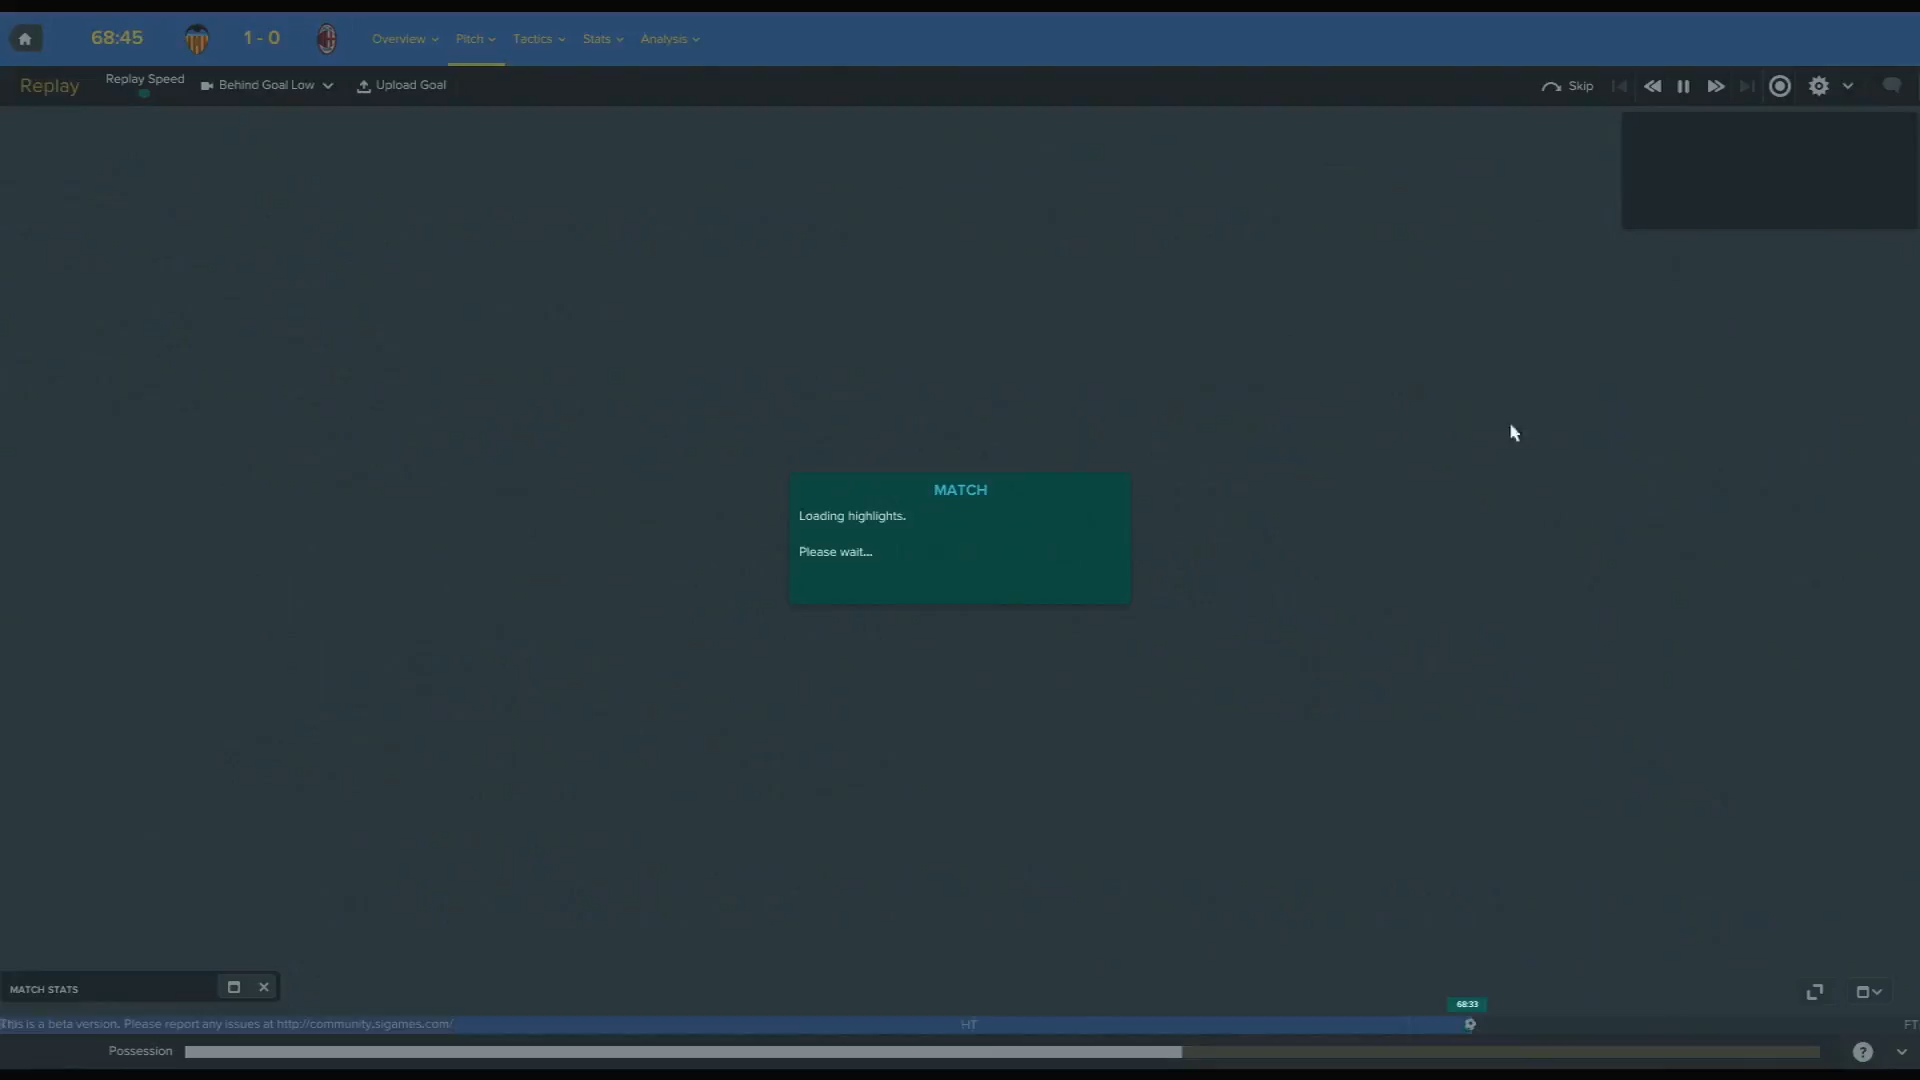 68:45 1 - 0 Overview Pitch Tactics Stats Analysis
Replay Replay Speed Behind Goal Low Upload Goal Skip
MATCH
Loading highlights.
Please wait...
MATCH STATS
68:33
This is a beta version. Please report any issues at http://community.sigames.com/ HT FT
Possession ?